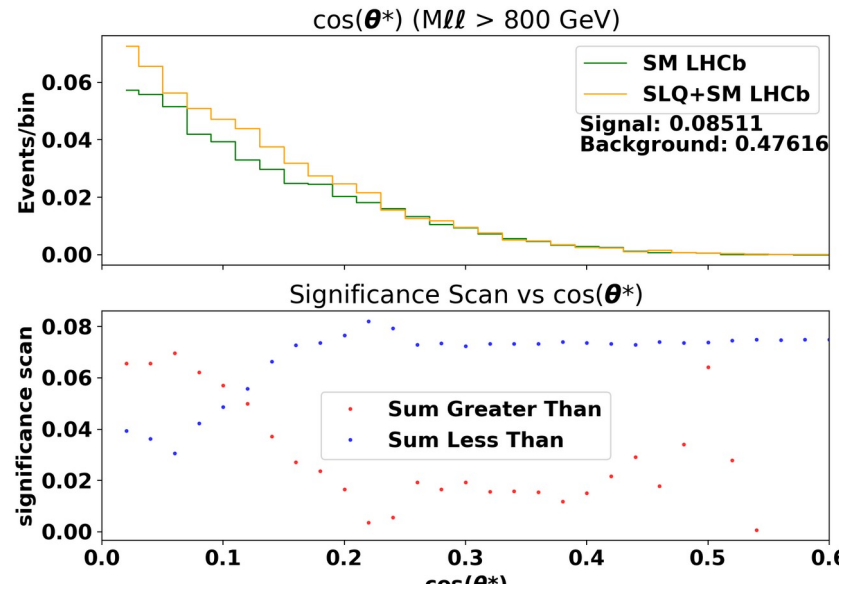 cos(θ*) (Mℓℓ > 800 GeV)
SM LHCb
SLQ+SM LHCb
Signal: 0.08511
Background: 0.47616
Events/bin
0.06
0.04
0.02
0.00
Significance Scan vs cos(θ*)
significance scan
0.08
0.06
0.04
0.02
0.00
Sum Greater Than
Sum Less Than
0.0 0.1 0.2 0.3 0.4 0.5 0.6
cos(θ*)